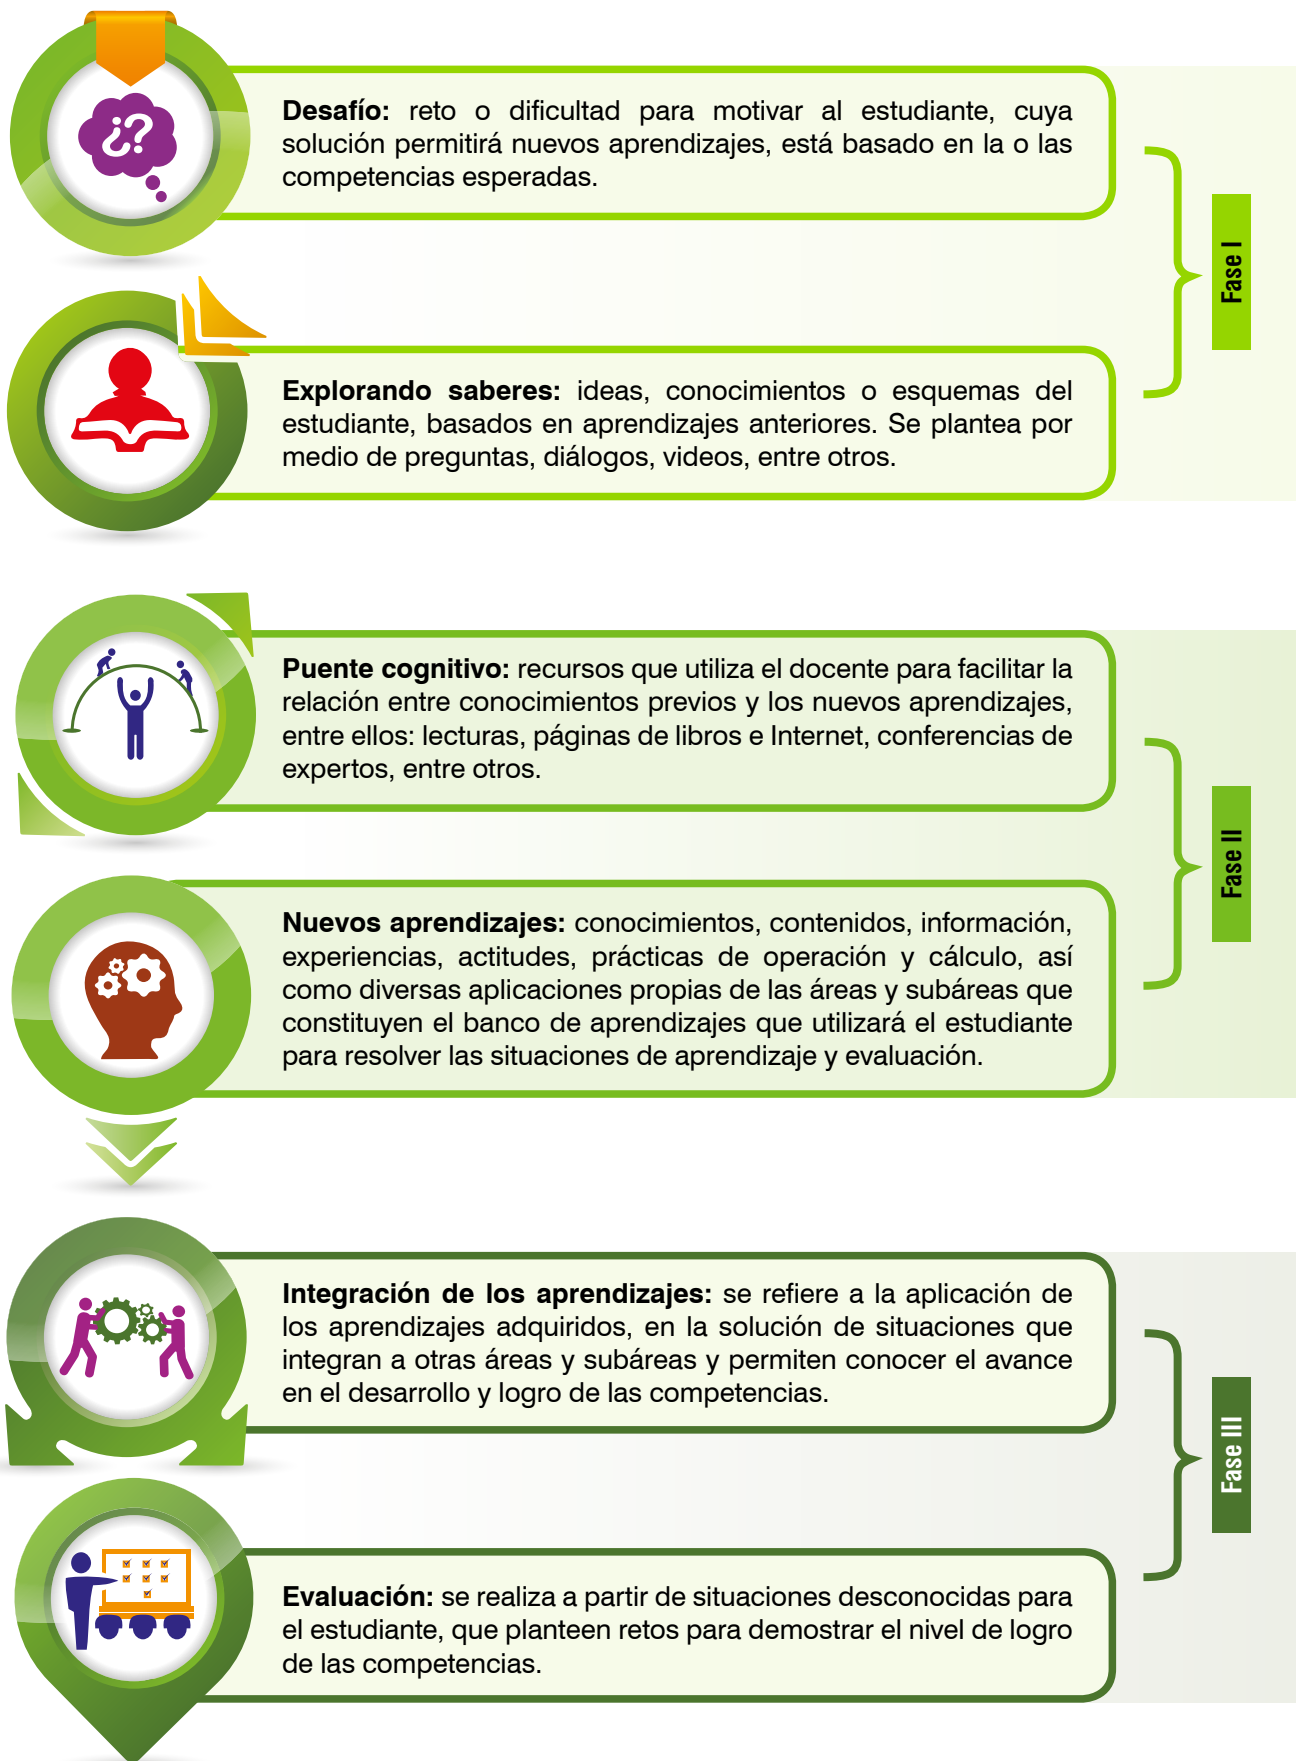 ¿?
Desafío: reto o dificultad para motivar al estudiante, cuya
solución permitirá nuevos aprendizajes, está basado en la o las
competencias esperadas.
Fase I
Explorando saberes: ideas, conocimientos o esquemas del
estudiante, basados en aprendizajes anteriores. Se plantea por
medio de preguntas, diálogos, videos, entre otros.
Puente cognitivo: recursos que utiliza el docente para facilitar la
relación entre conocimientos previos y los nuevos aprendizajes,
entre ellos: lecturas, páginas de libros e Internet, conferencias de
expertos, entre otros.
Fase II
Nuevos aprendizajes: conocimientos, contenidos, información,
experiencias, actitudes, prácticas de operación y cálculo, así
como diversas aplicaciones propias de las áreas y subáreas que
constituyen el banco de aprendizajes que utilizará el estudiante
para resolver las situaciones de aprendizaje y evaluación.
Integración de los aprendizajes: se refiere a la aplicación de
los aprendizajes adquiridos, en la solución de situaciones que
integran a otras áreas y subáreas y permiten conocer el avance
en el desarrollo y logro de las competencias.
Fase III
Evaluación: se realiza a partir de situaciones desconocidas para
el estudiante, que planteen retos para demostrar el nivel de logro
de las competencias.